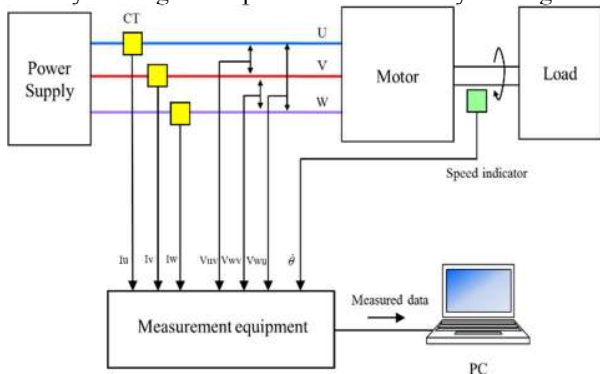 CT
U
V
W
Power
Supply
Motor
Load
Speed indicator
Iu
Iv
Iw
Vuv
Vwv
Vwu
θ̇
Measured data
Measurement equipment
PC